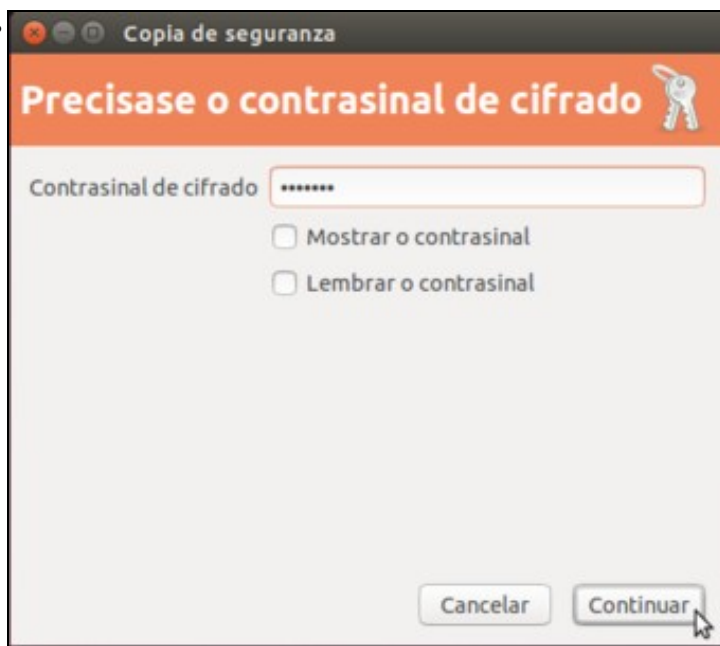 Copia de seguranza
Precisase o contrasinal de cifrado
Contrasinal de cifrado •••••••
Mostrar o contrasinal
Lembrar o contrasinal
Cancelar Continuar